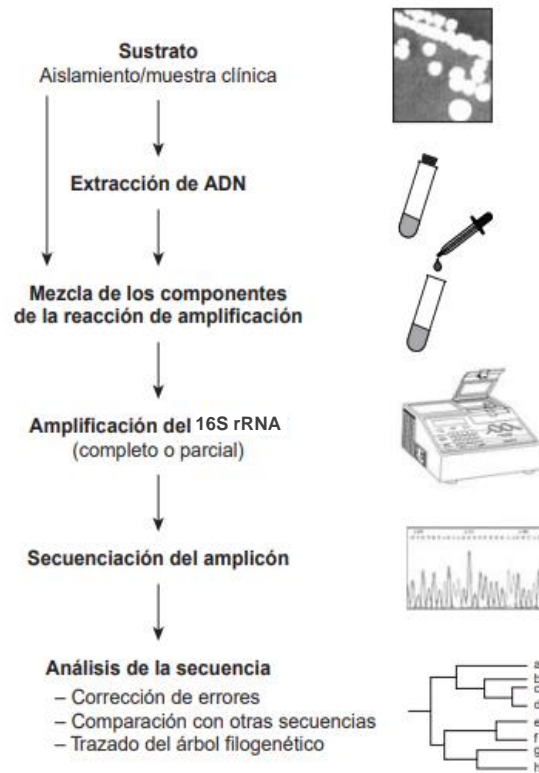 Sustrato
Aislamiento/muestra clínica
Extracción de ADN
Mezcla de los componentes
de la reacción de amplificación
Amplificación del 16S rRNA
(completo o parcial)
Secuenciación del amplicón
Análisis de la secuencia
– Corrección de errores
– Comparación con otras secuencias
– Trazado del árbol filogenético
a
b
c
d
e
f
g
h